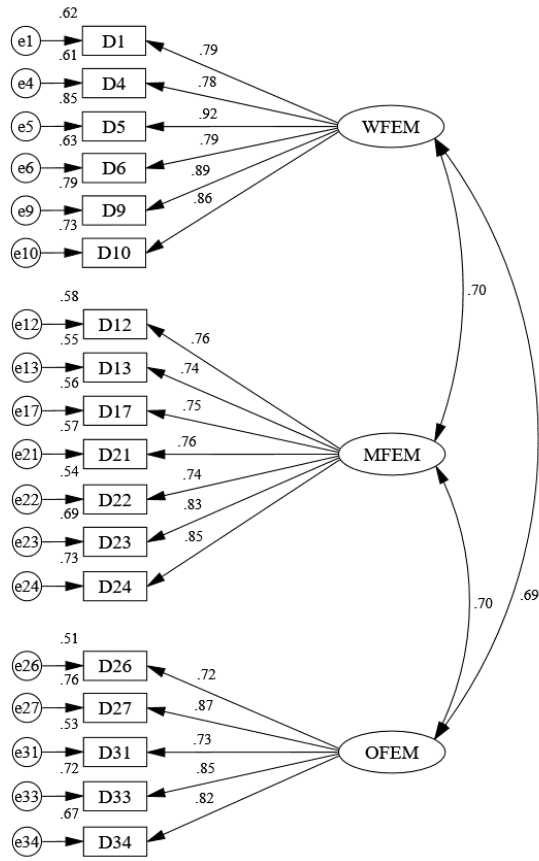 .62
e1 D1 .79
.61
e4 D4 .78
.85
e5 D5 .92 WFEM
.63
e6 D6 .79
.79
e9 D9 .89
.73
e10 D10 .86
.70
.58
e12 D12 .76
.55
e13 D13 .74
.56
e17 D17 .75
.57
e21 D21 .76 MFEM
.54
e22 D22 .74
.69
e23 D23 .83
.73
e24 D24 .85
.70 .69
.51
e26 D26 .72
.76
e27 D27 .87
.53
e31 D31 .73 OFEM
.72
e33 D33 .85
.67
e34 D34 .82